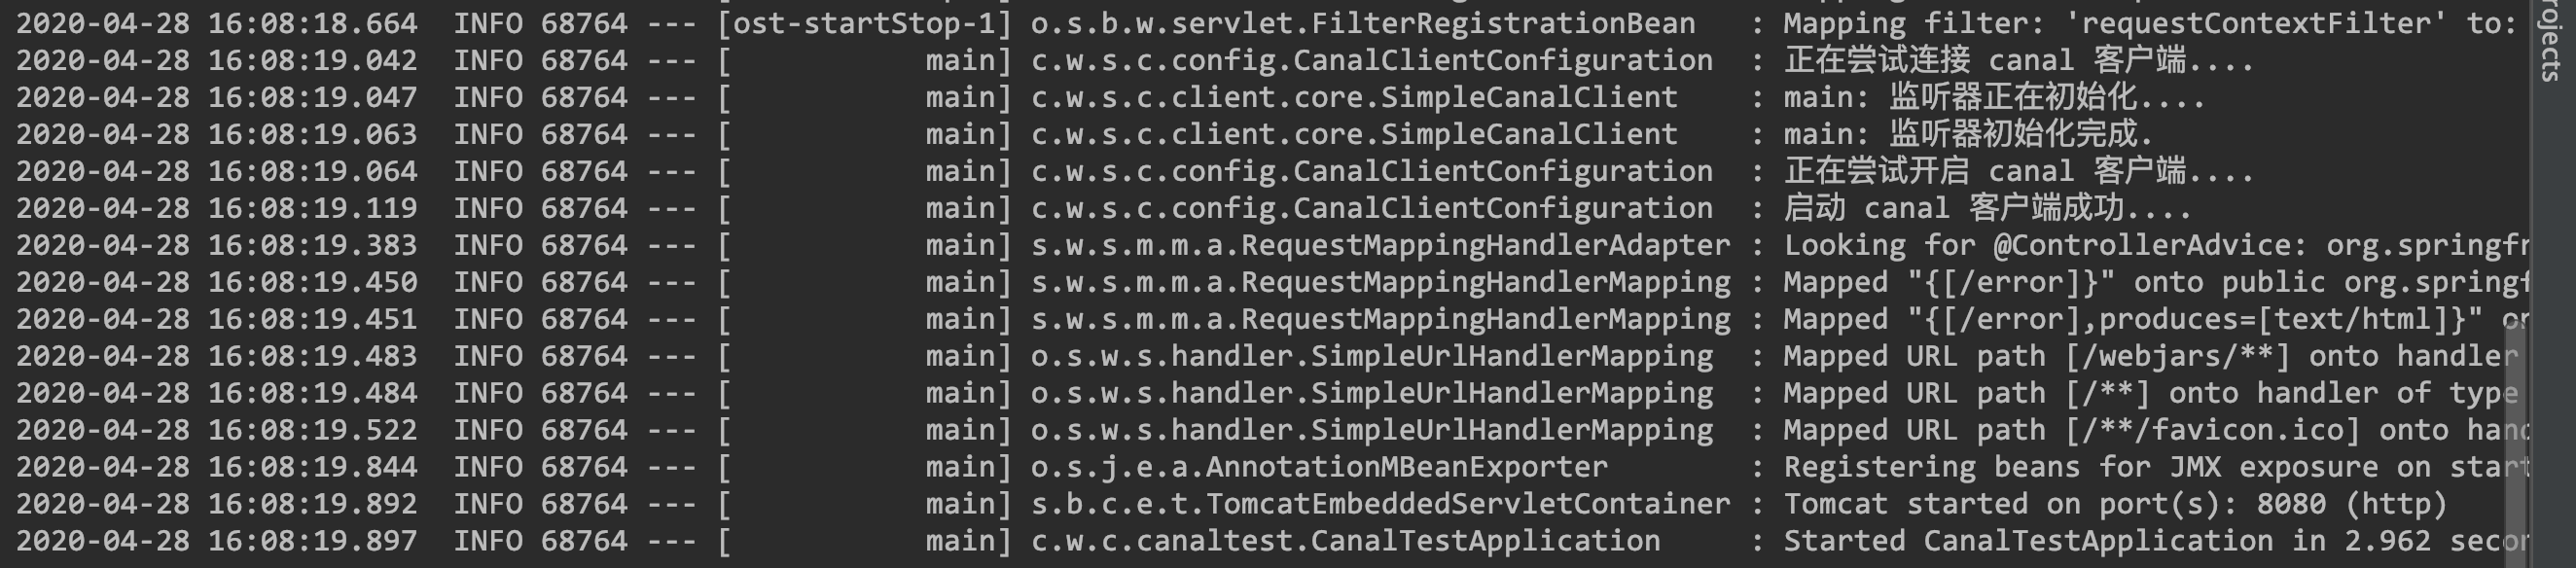 2020-04-28 16:08:18.664  INFO 68764 --- [ost-startStop-1] o.s.b.w.servlet.FilterRegistrationBean   : Mapping filter: 'requestContextFilter' to:
2020-04-28 16:08:19.042  INFO 68764 --- [           main] c.w.s.c.config.CanalClientConfiguration  : 正在尝试连接 canal 客户端....
2020-04-28 16:08:19.047  INFO 68764 --- [           main] c.w.s.c.client.core.SimpleCanalClient    : main: 监听器正在初始化....
2020-04-28 16:08:19.063  INFO 68764 --- [           main] c.w.s.c.client.core.SimpleCanalClient    : main: 监听器初始化完成.
2020-04-28 16:08:19.064  INFO 68764 --- [           main] c.w.s.c.config.CanalClientConfiguration  : 正在尝试开启 canal 客户端....
2020-04-28 16:08:19.119  INFO 68764 --- [           main] c.w.s.c.config.CanalClientConfiguration  : 启动 canal 客户端成功....
2020-04-28 16:08:19.383  INFO 68764 --- [           main] s.w.s.m.m.a.RequestMappingHandlerAdapter : Looking for @ControllerAdvice: org.springfr
2020-04-28 16:08:19.450  INFO 68764 --- [           main] s.w.s.m.m.a.RequestMappingHandlerMapping : Mapped "{[/error]}" onto public org.springf
2020-04-28 16:08:19.451  INFO 68764 --- [           main] s.w.s.m.m.a.RequestMappingHandlerMapping : Mapped "{[/error],produces=[text/html]}" on
2020-04-28 16:08:19.483  INFO 68764 --- [           main] o.s.w.s.handler.SimpleUrlHandlerMapping  : Mapped URL path [/webjars/**] onto handler
2020-04-28 16:08:19.484  INFO 68764 --- [           main] o.s.w.s.handler.SimpleUrlHandlerMapping  : Mapped URL path [/**] onto handler of type
2020-04-28 16:08:19.522  INFO 68764 --- [           main] o.s.w.s.handler.SimpleUrlHandlerMapping  : Mapped URL path [/**/favicon.ico] onto han
2020-04-28 16:08:19.844  INFO 68764 --- [           main] o.s.j.e.a.AnnotationMBeanExporter        : Registering beans for JMX exposure on start
2020-04-28 16:08:19.892  INFO 68764 --- [           main] s.b.c.e.t.TomcatEmbeddedServletContainer : Tomcat started on port(s): 8080 (http)
2020-04-28 16:08:19.897  INFO 68764 --- [           main] c.w.c.canaltest.CanalTestApplication     : Started CanalTestApplication in 2.962 secon
rojects